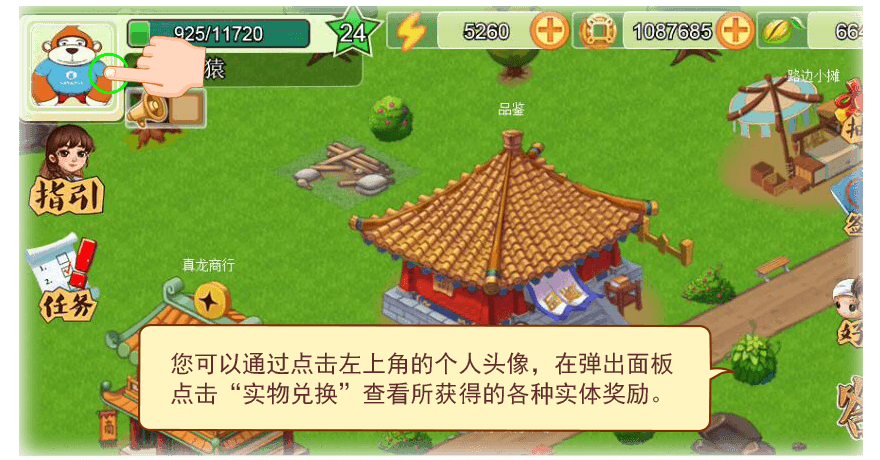 925/11720
24
5260
1087685
664
猿
路边小摊
品鉴
指引
真龙商行
任务
您可以通过点击左上角的个人头像，在弹出面板
点击“实物兑换”查看所获得的各种实体奖励。
南